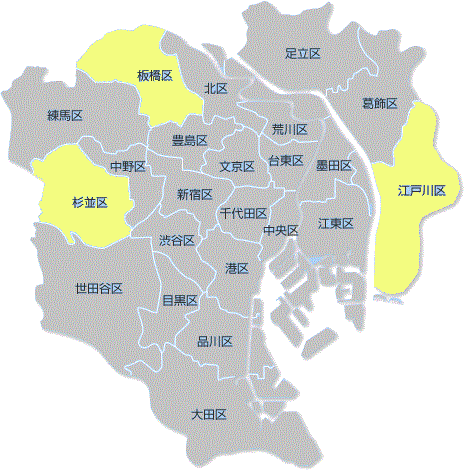 足立区
板橋区
北区
葛飾区
練馬区
荒川区
豊島区
中野区
文京区
台東区
墨田区
新宿区
江戸川区
杉並区
千代田区
江東区
中央区
渋谷区
港区
世田谷区
目黒区
品川区
大田区